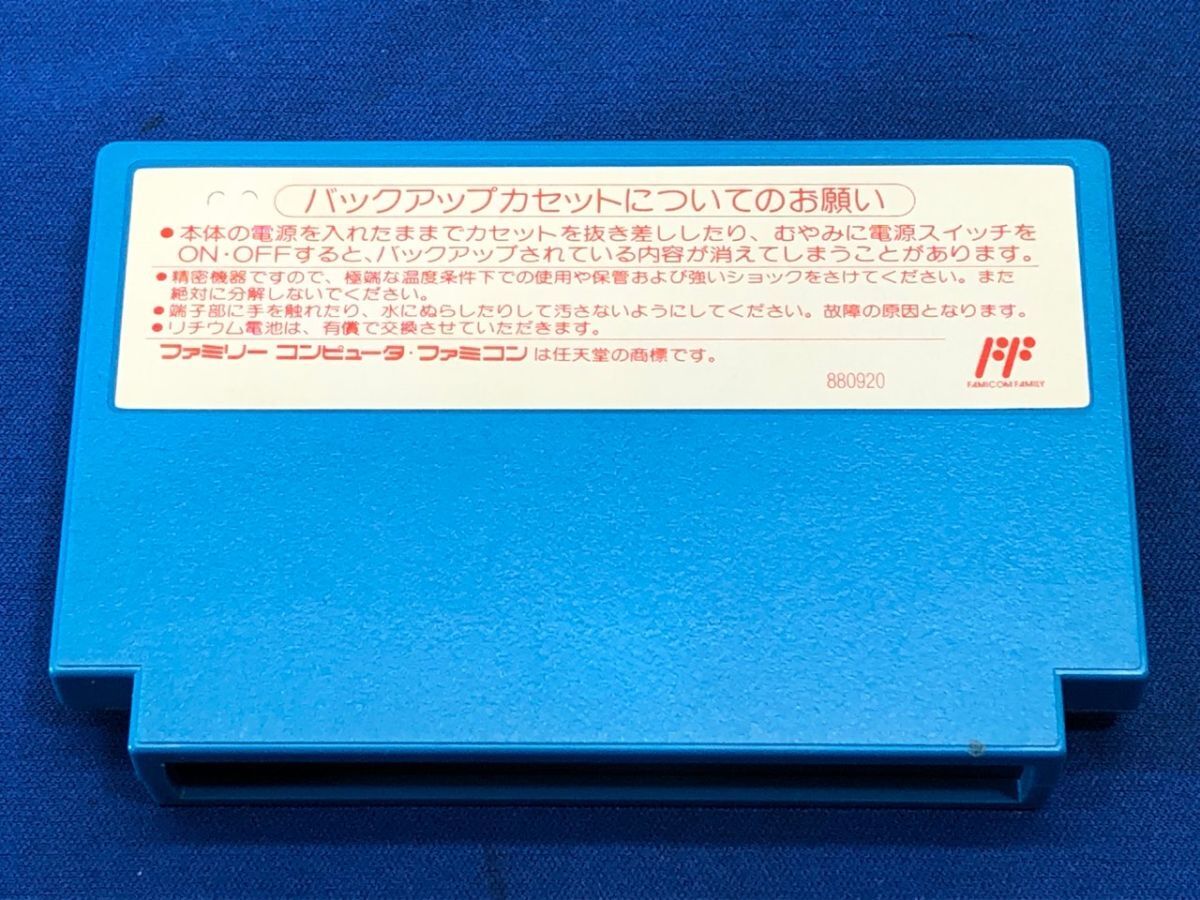 バックアップカセットについてのお願い
●本体の電源を入れたままでカセットを抜き差ししたり、むやみに電源スイッチを
ON・OFFすると、バックアップされている内容が消えてしまうことがあります。
●精密機器ですので、極端な温度条件下での使用や保管および強いショックをさけてください。また
絶対に分解しないでください。
●端子部に手を触れたり、水にぬらしたりして汚さないようにしてください。故障の原因となります。
●リチウム電池は、有償で交換させていただきます。
ファミリーコンピュータ・ファミコンは任天堂の商標です。
880920
FF
FAMICOM FAMILY